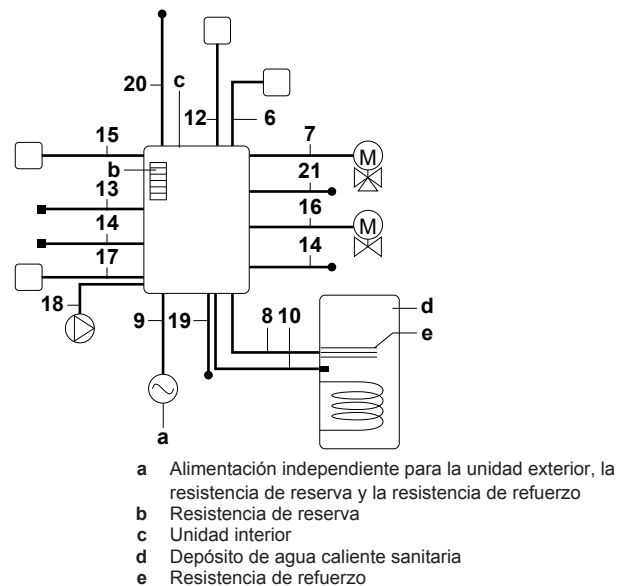 20 c
12 6
15 7
b 21
13
16
14 14
17
18
9 19 8 10 d
e
a
M
M
a Alimentación independiente para la unidad exterior, la
resistencia de reserva y la resistencia de refuerzo
b Resistencia de reserva
c Unidad interior
d Depósito de agua caliente sanitaria
e Resistencia de refuerzo